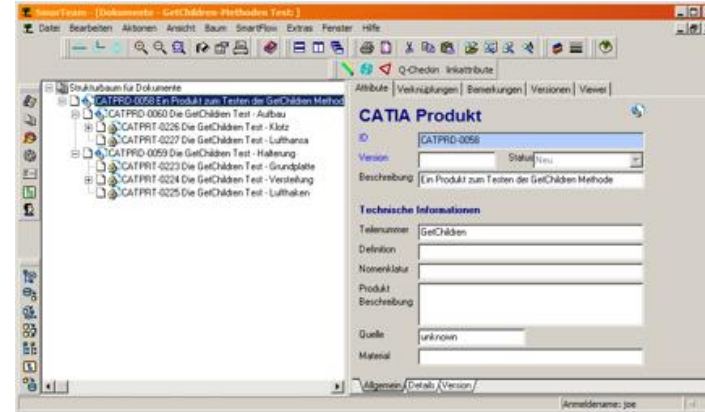 SmarTeam - [Dokumente - GetChildren-Methoden Test: ]
Datei Bearbeiten Aktionen Ansicht Baum SmartFlow Extras Fenster Hilfe
Q-Checkin linkattribute
Strukturbaum für Dokumente
CATPRD-0058 Ein Produkt zum Testen der GetChildren Method
CATPRD-0060 Die GetChildren Test - Aufbau
CATPRT-0226 Die GetChildren Test - Klotz
CATPRT-0227 Die GetChildren Test - Lufthansa
CATPRD-0059 Die GetChildren Test - Halterung
CATPRT-0223 Die GetChildren Test - Grundplatte
CATPRT-0224 Die GetChildren Test - Versteifung
CATPRT-0225 Die GetChildren Test - Lufthaken
Attribute Verknüpfungen Bemerkungen Versionen Viewer
CATIA Produkt
ID CATPRD-0058
Version Status Neu
Beschreibung Ein Produkt zum Testen der GetChildren Methode
Technische Informationen
Teilenummer GetChildren
Definition
Nomenklatur
Produkt
Beschreibung
Quelle unknown
Material
Allgemein Details Version
Anmeldename: joe